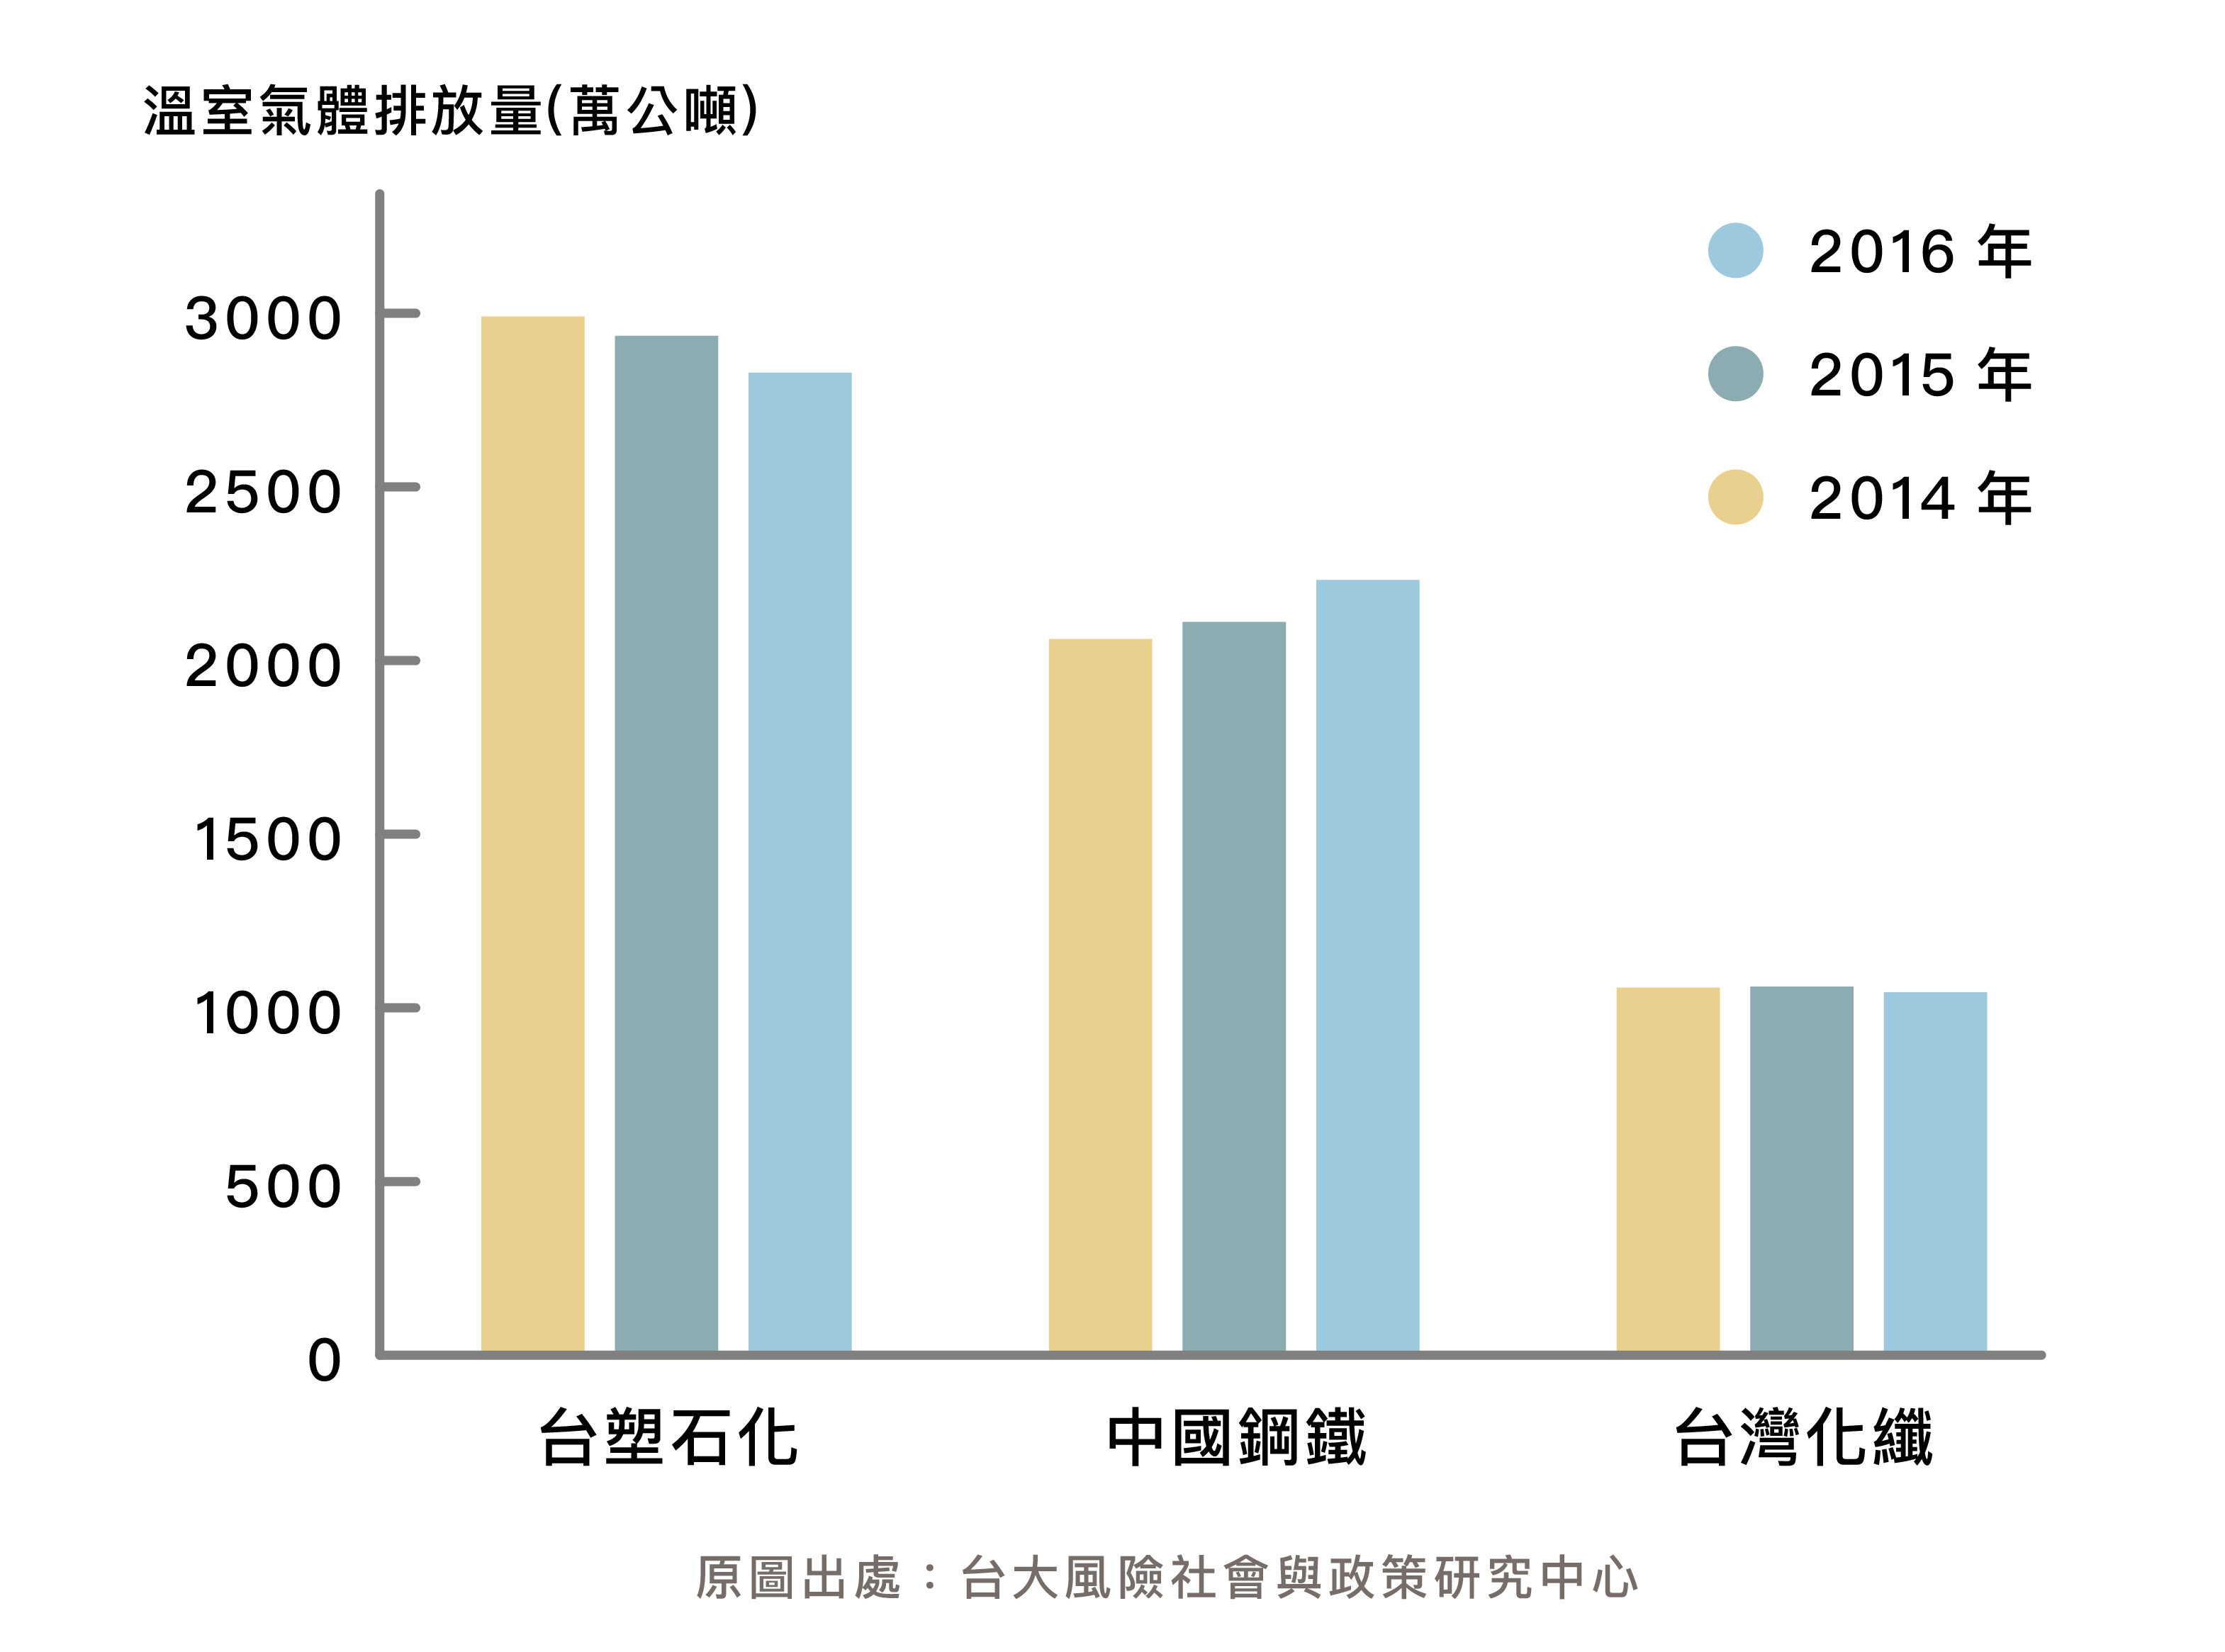 溫室氣體排放量(萬公噸)
2016 年
2015 年
2014 年
3000
2500
2000
1500
1000
500
0
台塑石化
中國鋼鐵
台灣化纖
原圖出處：台大風險社會與政策研究中心